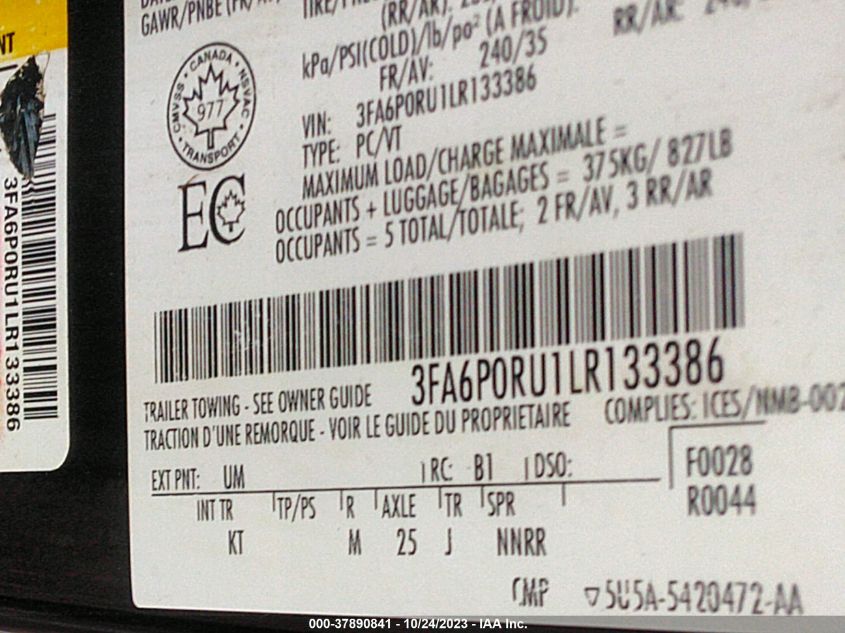 NT
GAWR/PNBE
kPa/PSI(COLD)/lb/po² (A FROID):
FR/AV: 240/35
RR/AR:
CANADA
CMVSS
NSVAC
977
TRANSPORT
VIN: 3FA6P0RU1LR133386
TYPE: PC/VT
MAXIMUM LOAD/CHARGE MAXIMALE =
OCCUPANTS + LUGGAGE/BAGAGES = 375KG/ 827LB
OCCUPANTS = 5 TOTAL/TOTALE; 2 FR/AV, 3 RR/AR
EC
3FA6P0RU1LR133386
3FA6P0RU1LR133386
TRAILER TOWING - SEE OWNER GUIDE
TRACTION D'UNE REMORQUE - VOIR LE GUIDE DU PROPRIETAIRE
COMPLIES: ICES/NMB-002
EXT PNT: UM RC: B1 DSO:
F0028
R0044
INT TR TP/PS R AXLE TR SPR
KT M 25 J NNRR
CMP ▽5U5A-5420472-AA
000-37890841 - 10/24/2023 - IAA Inc.